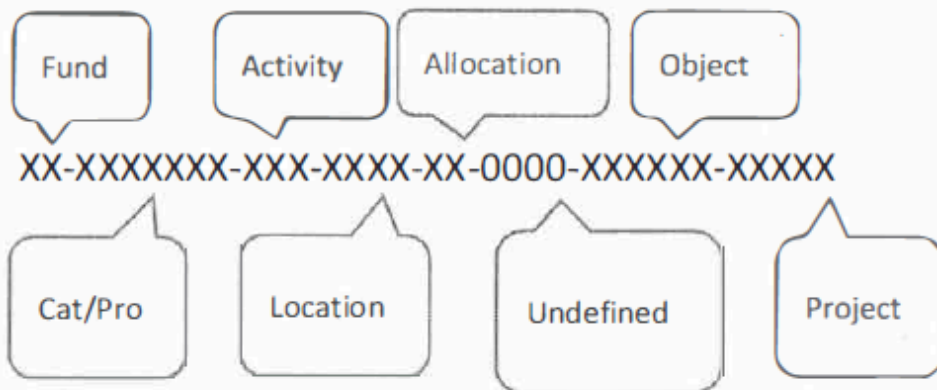 Fund Activity Allocation Object
XX-XXXXXXX-XXX-XXXX-XX-0000-XXXXXX-XXXXX
Cat/Pro Location Undefined Project